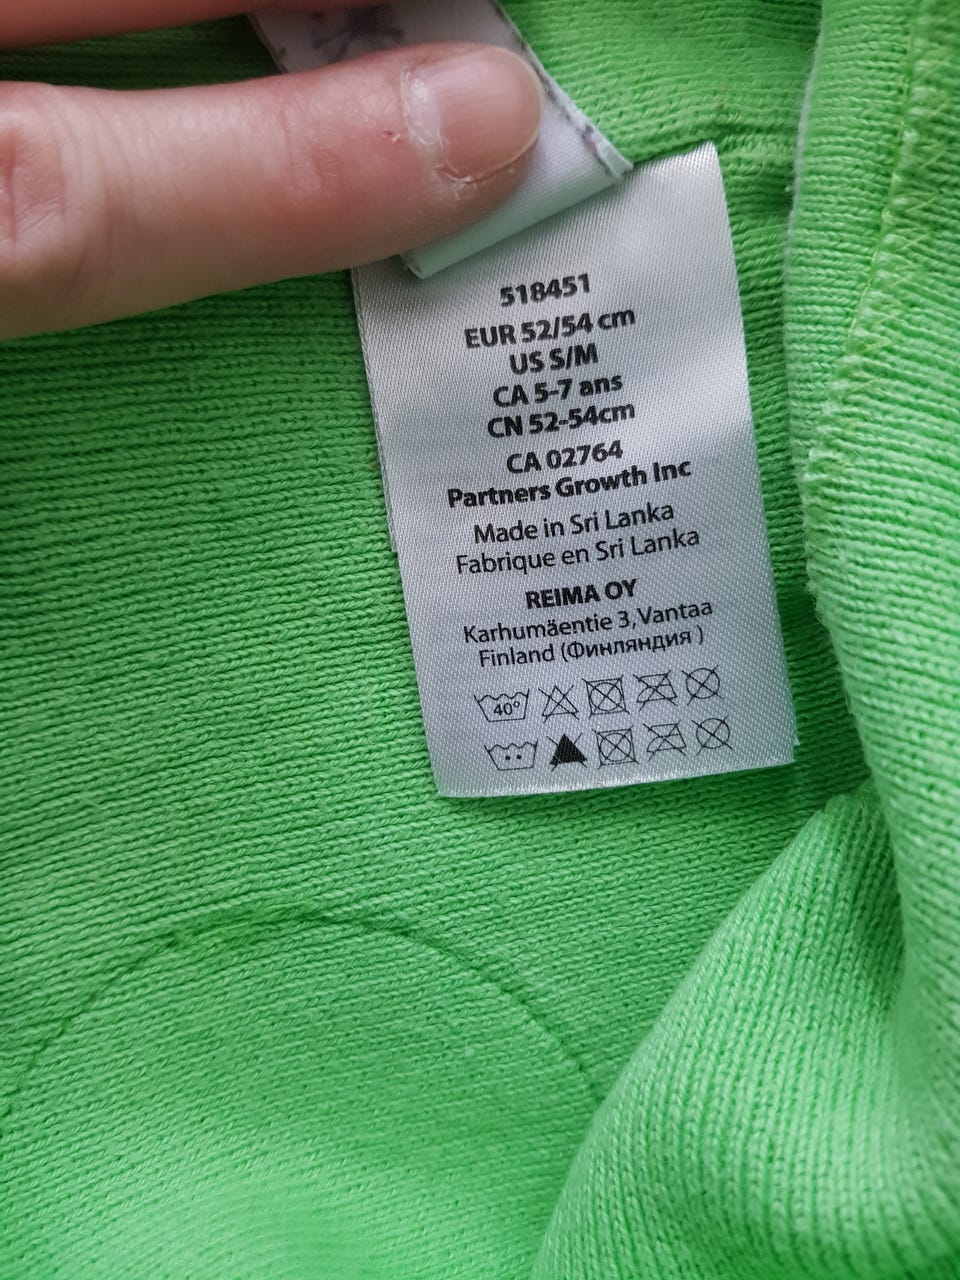 518451
EUR 52/54 cm
US S/M
CA 5-7 ans
CN 52-54cm
CA 02764
Partners Growth Inc
Made in Sri Lanka
Fabrique en Sri Lanka
REIMA OY
Karhumäentie 3, Vantaa
Finland (Финляндия )
40°